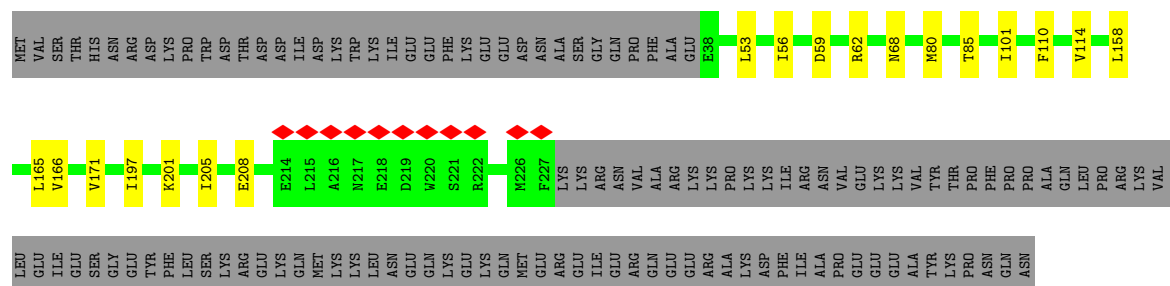 MET VAL SER THR HIS ASN ARG ASP LYS PRO TRP ASP THR ASP ASP ILE ASP LYS TRP LYS ILE GLU GLU PHE LYS GLU GLU ASP ASN ALA SER GLY GLN PRO PHE ALA GLU E38 L53 I56 D59 R62 N68 M80 T85 I101 F110 V114 L158
L165 V166 V171 I197 K201 I205 E208 E214 L215 A216 N217 E218 D219 W220 S221 R222 M226 F227 LYS LYS ARG ASN VAL ALA ARG LYS LYS PRO LYS LYS ILE ARG ASN VAL GLU LYS LYS VAL TYR THR PRO PHE PRO PRO ALA GLN LEU PRO ARG LYS VAL
LEU GLU ILE GLU SER GLY GLU TYR PHE LEU SER LYS ARG GLU LYS GLN MET LYS LYS LEU ASN GLU GLN LYS GLU LYS GLN MET GLU ARG GLU ILE GLU ARG GLN GLU GLU ARG ALA LYS ASP PHE ILE ALA PRO GLU GLU GLU ALA TYR LYS PRO ASN GLN ASN